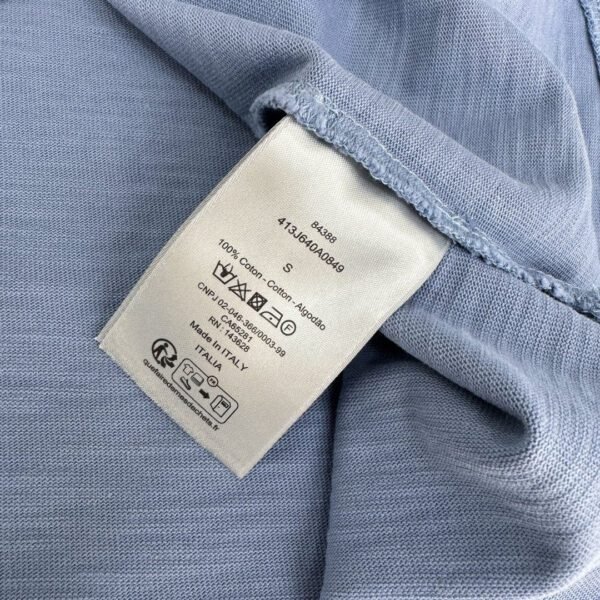 84388
413J640A0849
S
100% Coton - Cotton - Algodão
F
CNPJ 02-046-366/0003-99
CA65281
RN : 143628
Made in ITALY
ITALIA
quefairedemesdechets.fr